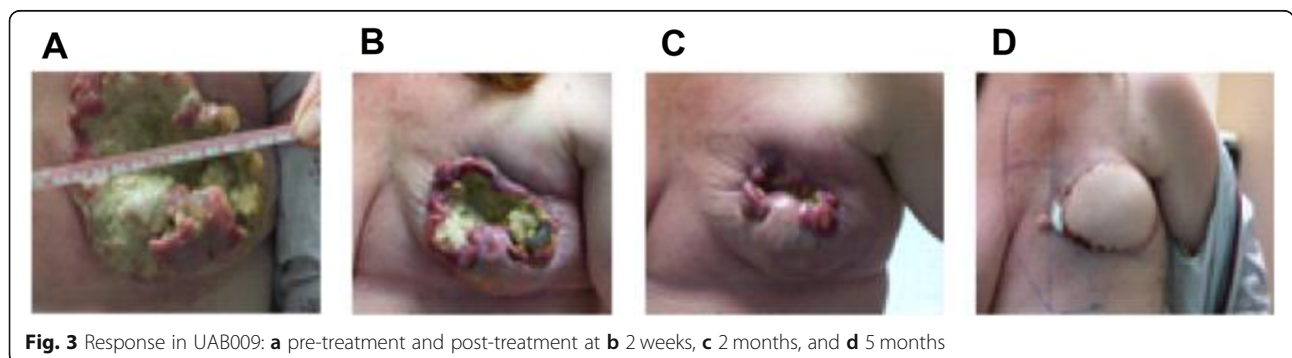 A B C D
Fig. 3 Response in UAB009: a pre-treatment and post-treatment at b 2 weeks, c 2 months, and d 5 months